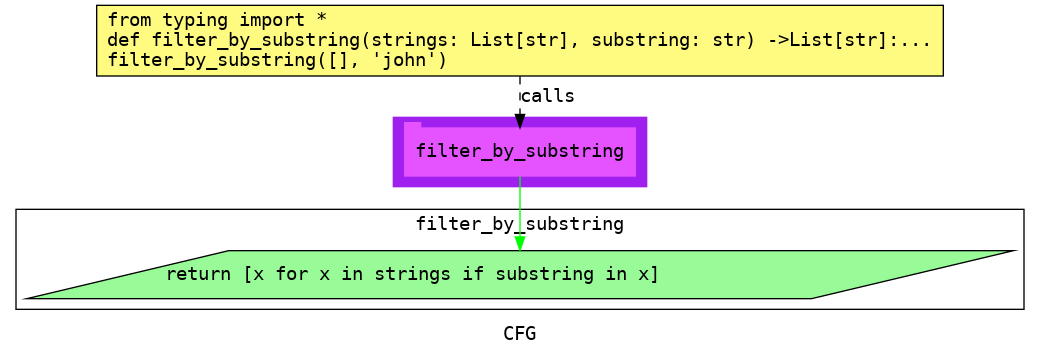 from typing import *
def filter_by_substring(strings: List[str], substring: str) ->List[str]:...
filter_by_substring([], 'john')
calls
filter_by_substring
filter_by_substring
return [x for x in strings if substring in x]
CFG